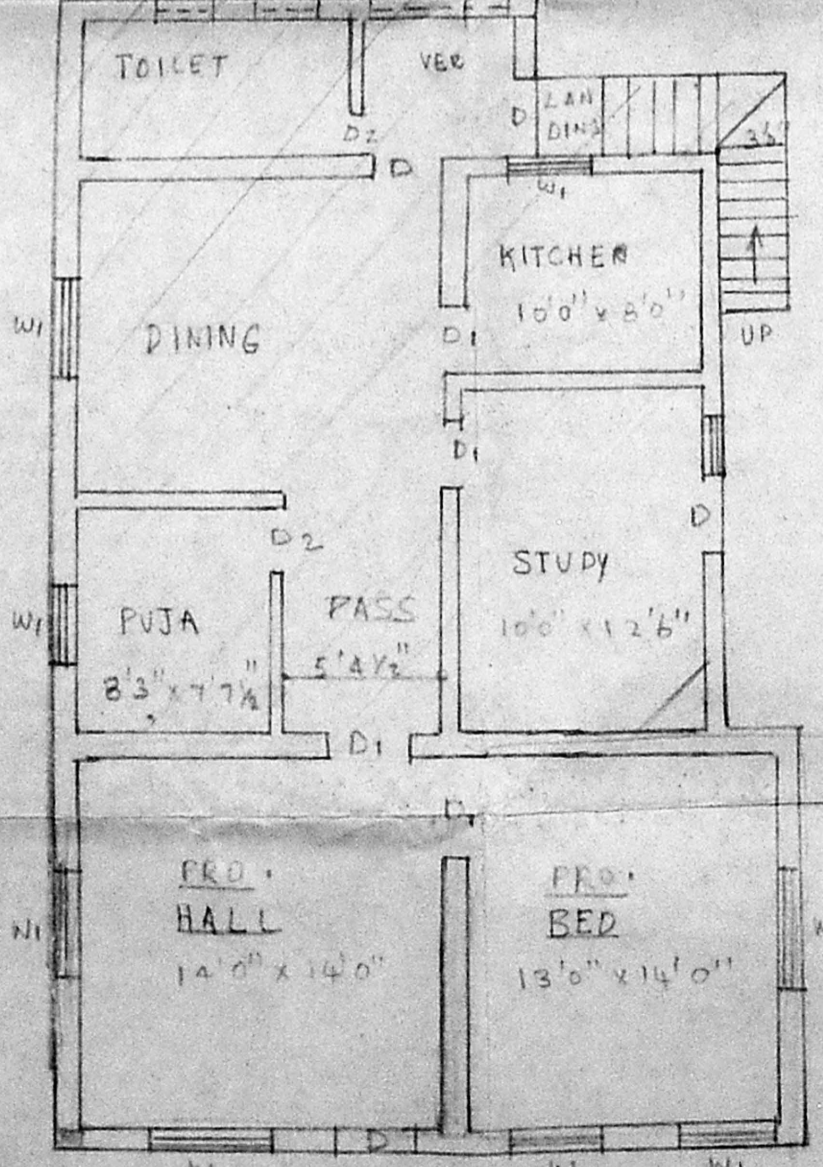 TOILET
VER
D2
D
D
LAN
DING
3'6"
W1
KITCHEN
10'0" x 8'0"
UP
W1
DINING
D1
D1
D2
D
STUDY
10'0" x 12'6"
W1
PUJA
8'3" x 7'7½"
PASS
5'4½"
D1
D1
PRO.
HALL
14'0" x 14'0"
PRO.
BED
13'0" x 14'0"
W1
D